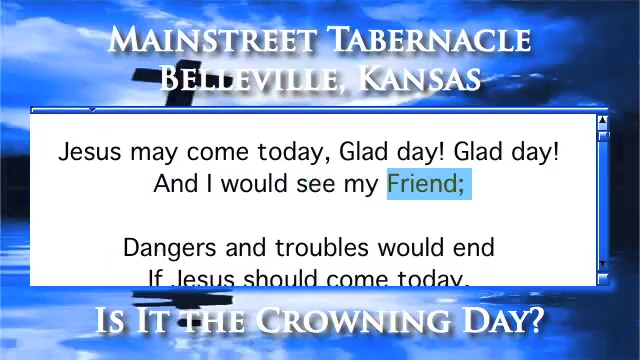 Mainstreet Tabernacle
Belleville, Kansas
Jesus may come today, Glad day! Glad day!
And I would see my Friend;
Dangers and troubles would end
If Jesus should come today.
Is It the Crowning Day?